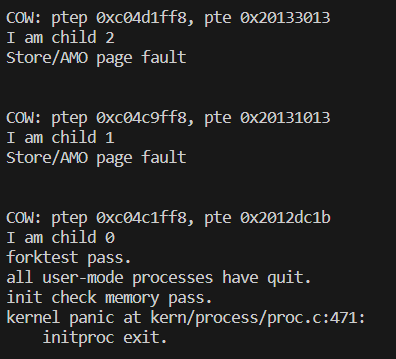 COW: ptep 0xc04d1ff8, pte 0x20133013
I am child 2
Store/AMO page fault
COW: ptep 0xc04c9ff8, pte 0x20131013
I am child 1
Store/AMO page fault
COW: ptep 0xc04c1ff8, pte 0x2012dc1b
I am child 0
forktest pass.
all user-mode processes have quit.
init check memory pass.
kernel panic at kern/process/proc.c:471:
    initproc exit.